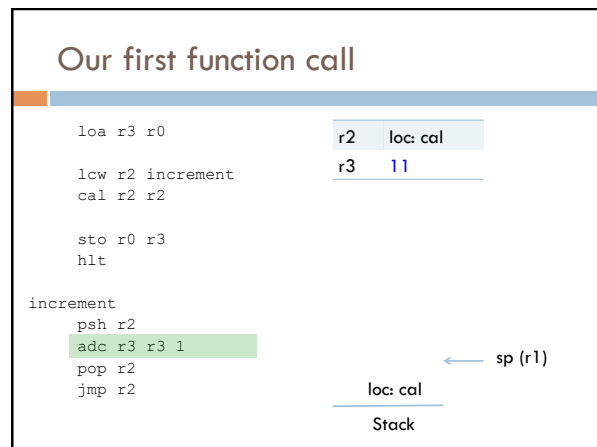 Our first function call
loa r3 r0
lcw r2 increment
cal r2 r2
sto r0 r3
hlt
increment
psh r2
adc r3 r3 1
pop r2
jmp r2
r2 loc: cal
r3 11
sp (r1)
loc: cal
Stack